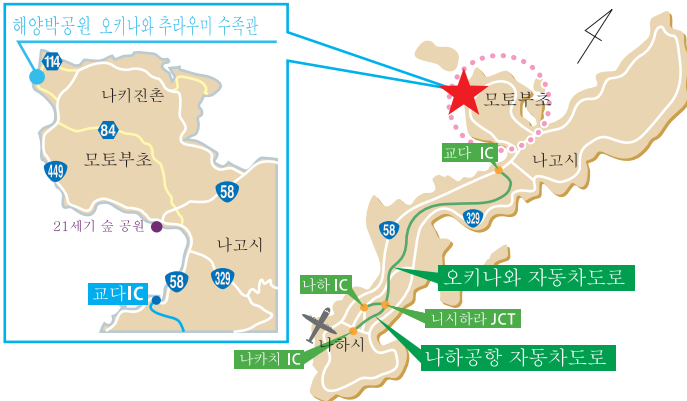 해양박공원 오키나와 추라우미 수족관
114
나키진촌
84
모토부초
449
58
21세기 숲 공원
나고시
58
329
교다IC
모토부초
교다 IC
나고시
329
58
오키나와 자동차도로
나하 IC
니시하라 JCT
나하시
나카치 IC
나하공항 자동차도로